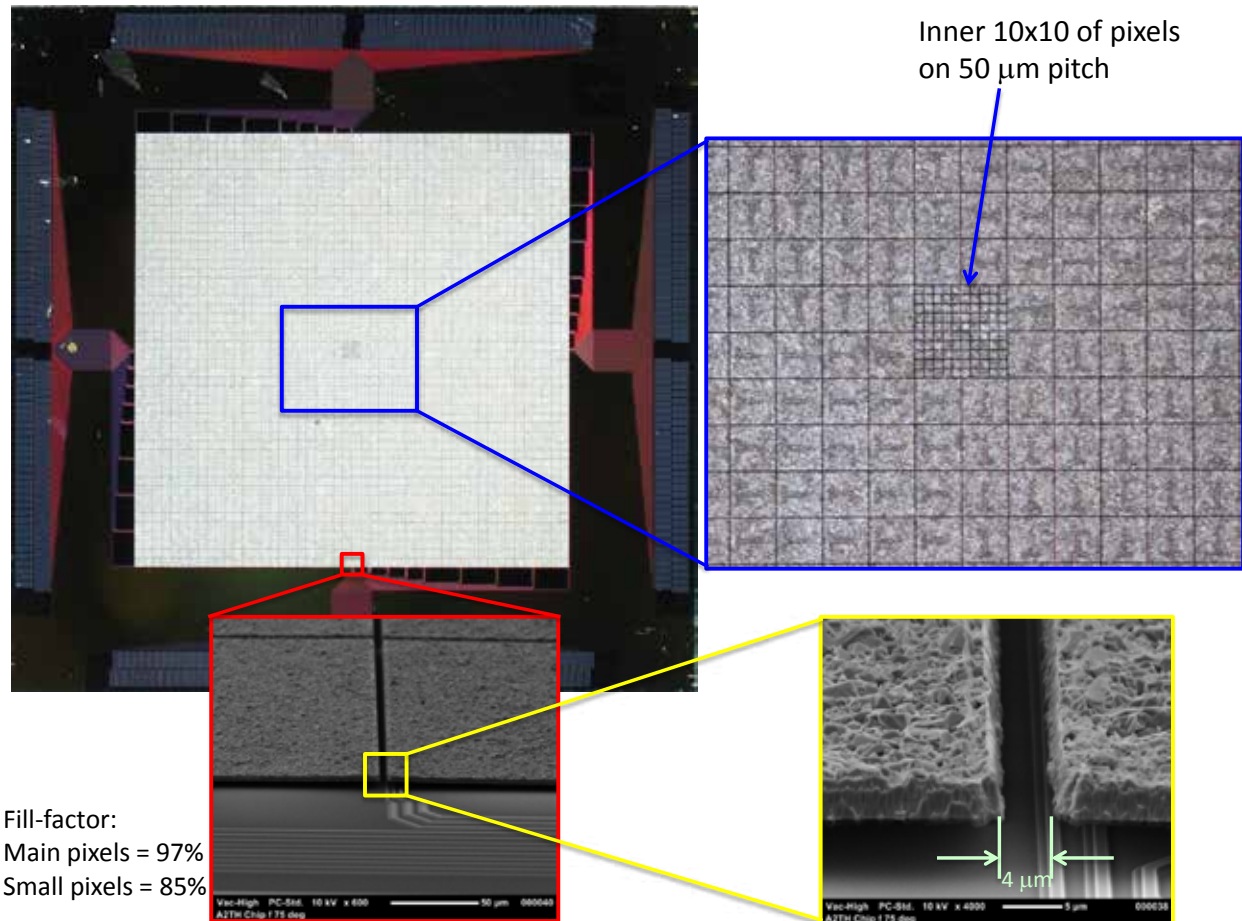 Inner 10x10 of pixels
on 50 μm pitch
Fill-factor:
Main pixels = 97%
Small pixels = 85%
4 μm
Vac-High PC-Std. 10 kV x 600 50 μm 000040
A2TH Chip f 75 deg
Vac-High PC-Std. 10 kV x 4000 5 μm 000038
A2TH Chip f 75 deg